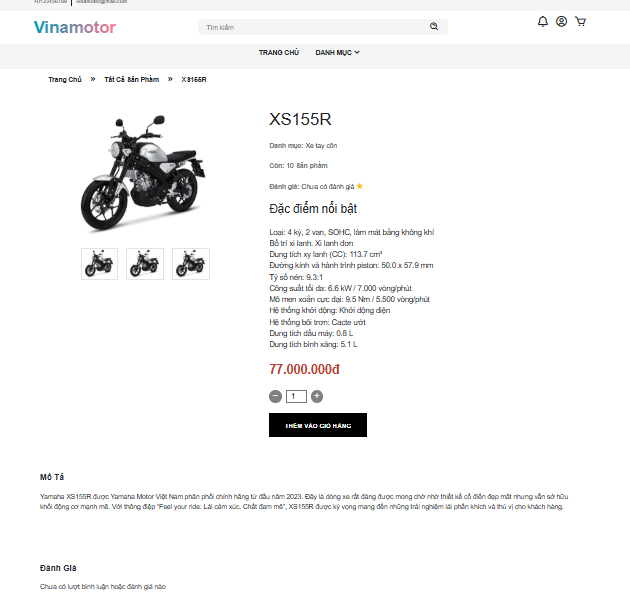 +0123456789 | vinamotor@mail.com
Vinamotor
Tìm kiếm
TRANG CHỦ DANH MỤC
Trang Chủ » Tất Cả Sản Phẩm » XS155R
XS155R
Danh mục: Xe tay côn
Còn: 10 Sản phẩm
Đánh giá: Chưa có đánh giá
Đặc điểm nổi bật
Loại: 4 kỳ, 2 van, SOHC, làm mát bằng không khí
Bố trí xi lanh: Xi lanh đơn
Dung tích xy lanh (CC): 113.7 cm³
Đường kính và hành trình piston: 50.0 x 57.9 mm
Tỷ số nén: 9.3:1
Công suất tối đa: 6.6 kW / 7.000 vòng/phút
Mô men xoắn cực đại: 9.5 Nm / 5.500 vòng/phút
Hệ thống khởi động: Khởi động điện
Hệ thống bôi trơn: Cacte ướt
Dung tích dầu máy: 0.8 L
Dung tích bình xăng: 5.1 L
77.000.000đ
− 1 +
THÊM VÀO GIỎ HÀNG
Mô Tả
Yamaha XS155R được Yamaha Motor Việt Nam phân phối chính hãng từ đầu năm 2023. Đây là dòng xe rất đáng được mong chờ nhờ thiết kế cổ điển đẹp mắt nhưng vẫn sở hữu
khối động cơ mạnh mẽ. Với thông điệp “Feel your ride: Lái cảm xúc, Chất đam mê”, XS155R được kỳ vọng mang đến những trải nghiệm lái phấn khích và thú vị cho khách hàng.
Đánh Giá
Chưa có lượt bình luận hoặc đánh giá nào